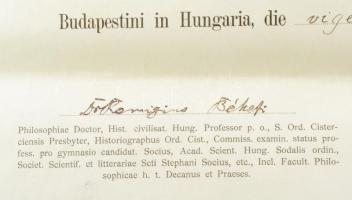 Budapestini in Hungaria, die vige
Dr Remigius Békefi
Philosophiae Doctor, Hist. civilisat. Hung. Professor p. o., S. Ord. Cister-
ciensis Presbyter, Historiographus Ord. Cist., Commiss. examin. status pro-
fess. pro gymnasio candidat. Socius, Acad. Scient. Hung. Sodalis ordin.,
Societ. Scientif. et litterariae Scti Stephani Socius, etc., Incl. Facult. Philo-
sophicae h. t. Decanus et Praeses.